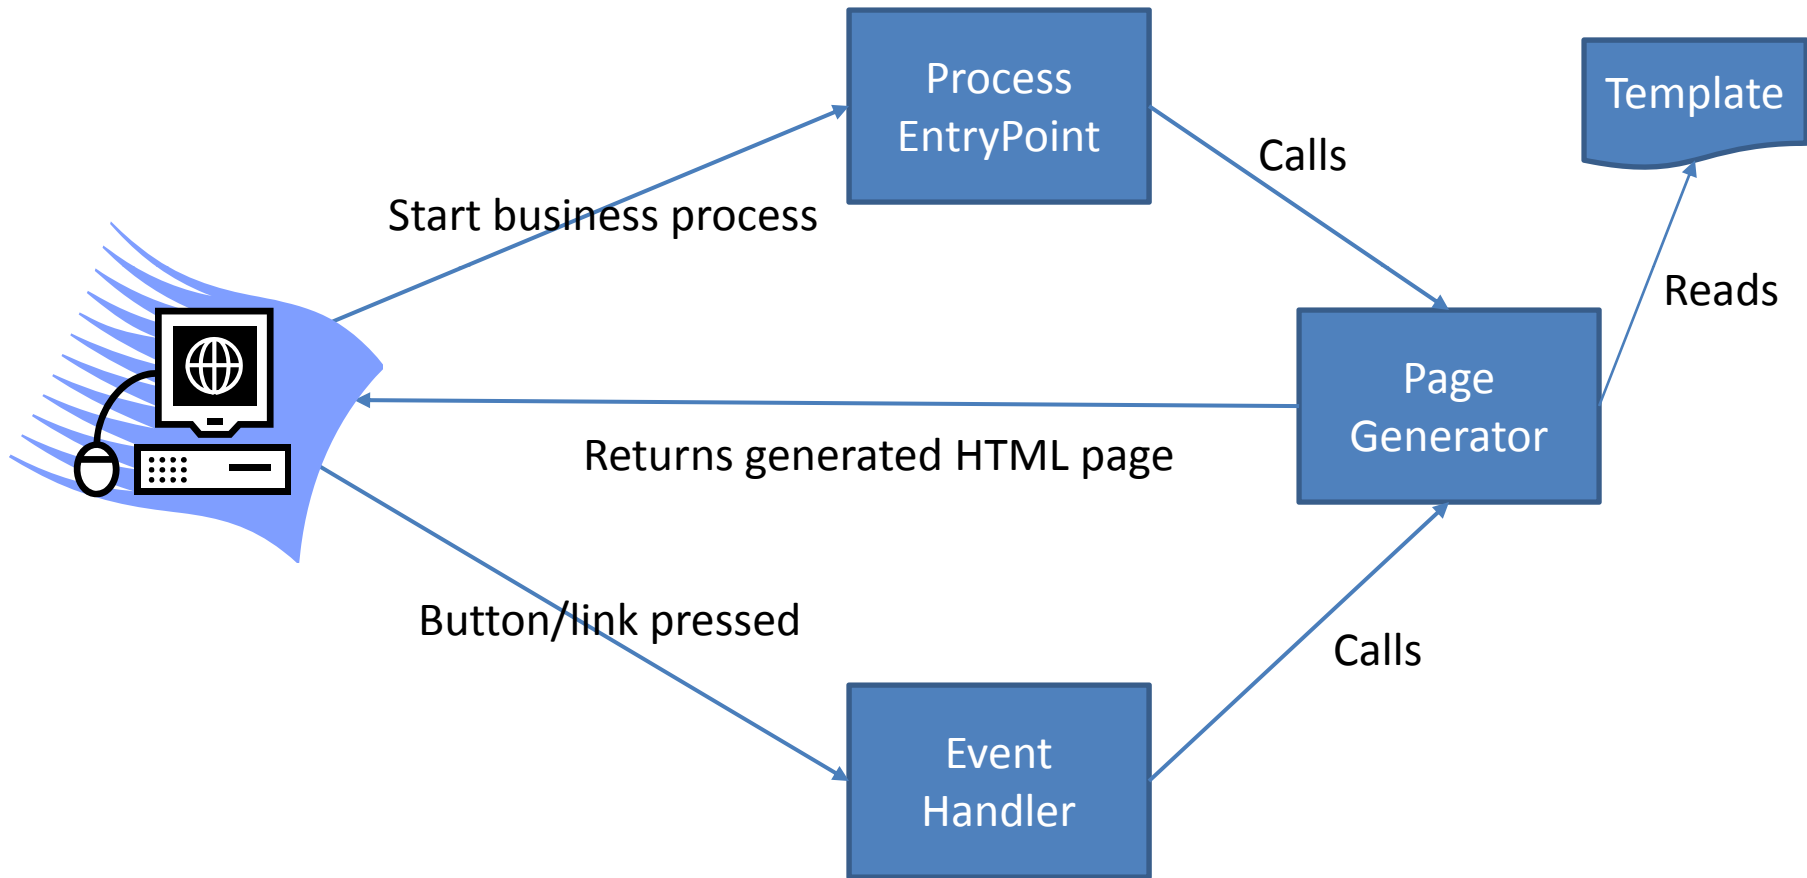 Process
EntryPoint
Template
Calls
Start business process
Reads
Page
Generator
Returns generated HTML page
Button/link pressed
Calls
Event
Handler